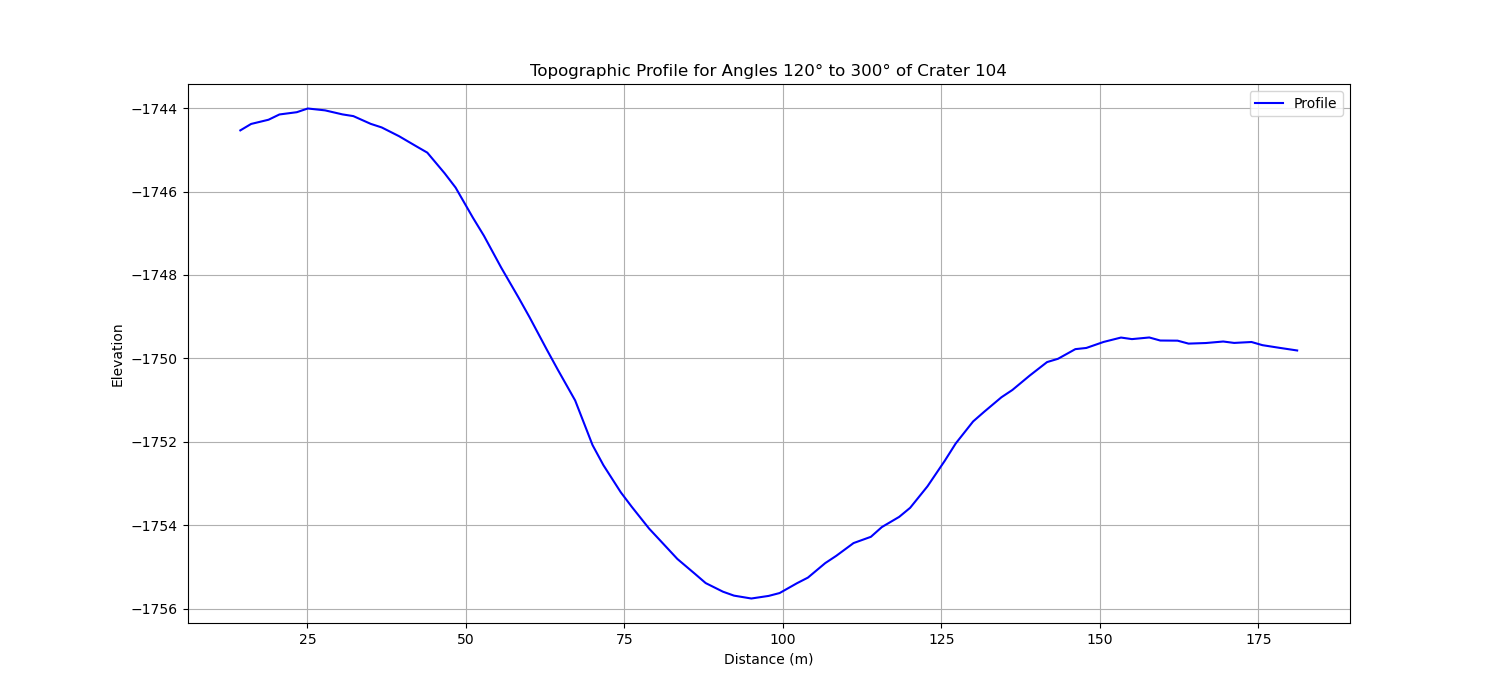 Topographic Profile for Angles 120° to 300° of Crater 104
Profile
−1744
−1746
−1748
−1750
−1752
−1754
−1756
Elevation
25 50 75 100 125 150 175
Distance (m)